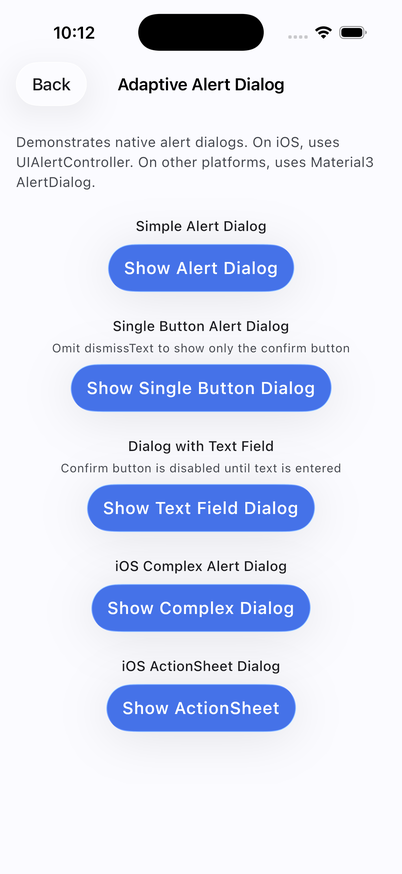 10:12
Back
Adaptive Alert Dialog
Demonstrates native alert dialogs. On iOS, uses
UIAlertController. On other platforms, uses Material3
AlertDialog.
Simple Alert Dialog
Show Alert Dialog
Single Button Alert Dialog
Omit dismissText to show only the confirm button
Show Single Button Dialog
Dialog with Text Field
Confirm button is disabled until text is entered
Show Text Field Dialog
iOS Complex Alert Dialog
Show Complex Dialog
iOS ActionSheet Dialog
Show ActionSheet